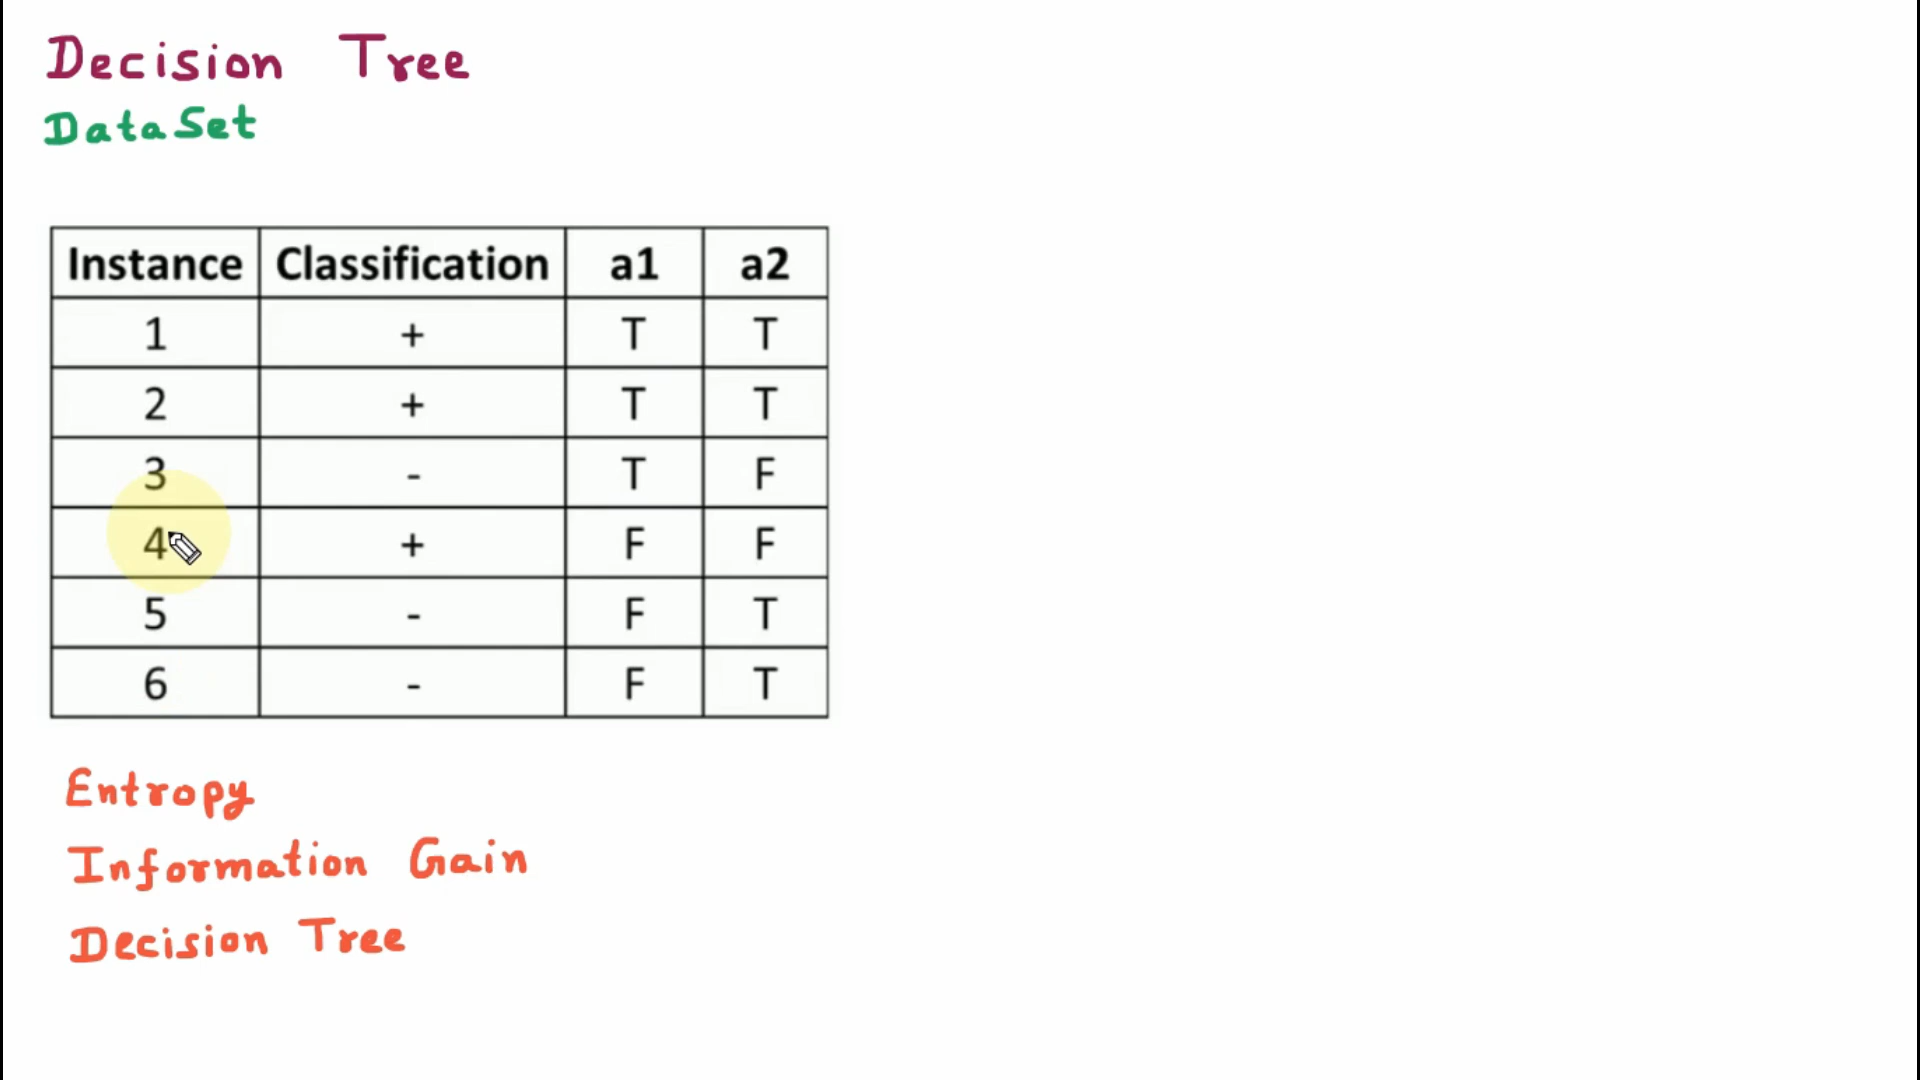 Decision Tree
DataSet
Instance Classification a1 a2
1 + T T
2 + T T
3 - T F
4 + F F
5 - F T
6 - F T
Entropy
Information Gain
Decision Tree